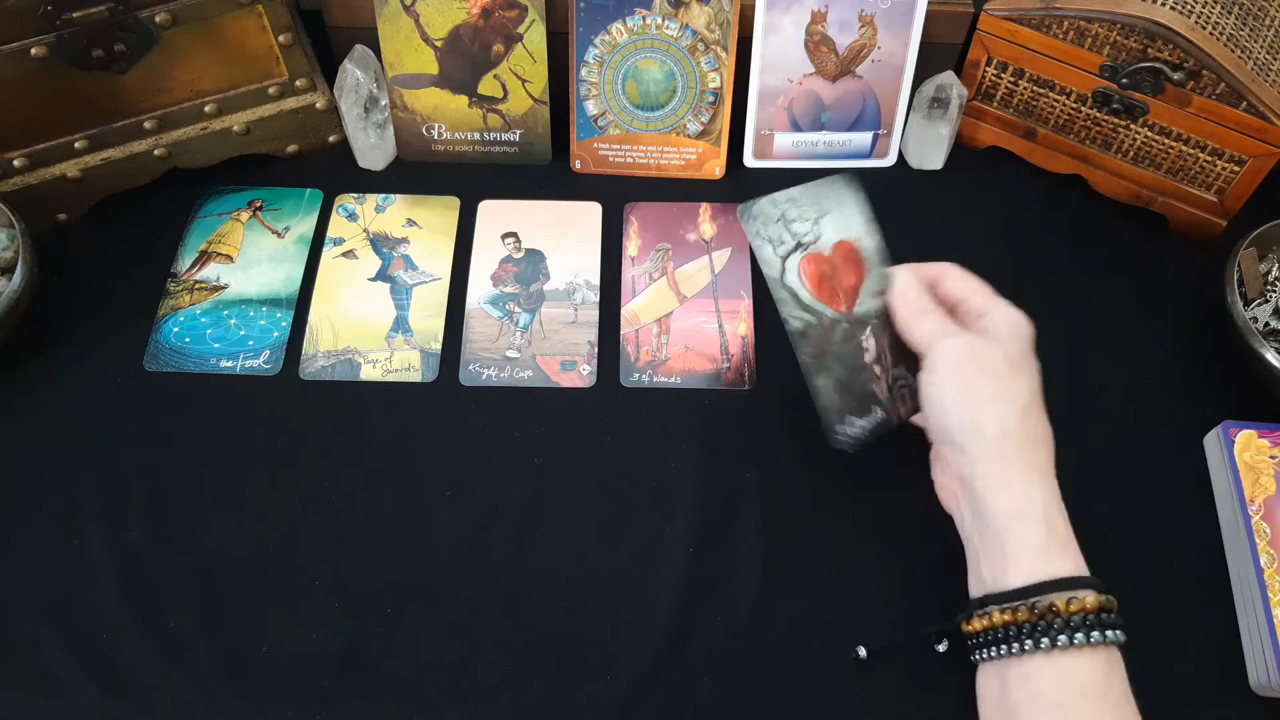 BEAVER SPIRIT
Lay a solid foundation.
A fresh new start or the end of delays. Sudden or
unexpected progress. A very positive change
in your life. Travel or a new vehicle.
G
X
LOYAL HEART
the Fool
Page of
Swords
Knight of Cups
3 of Wands